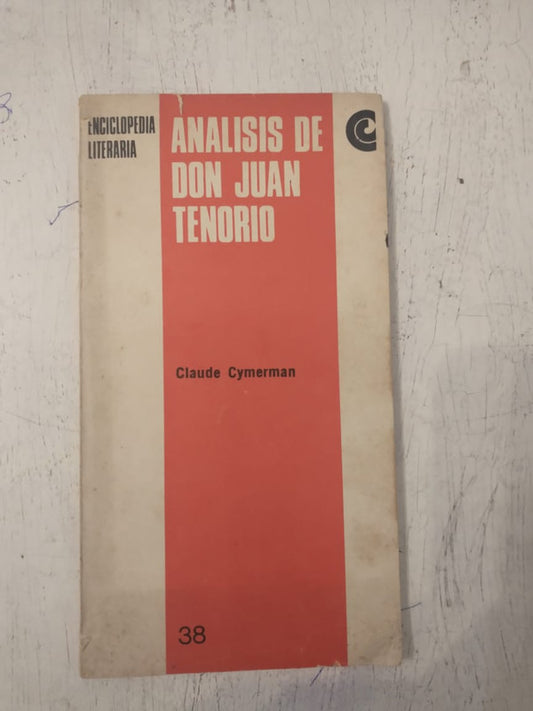 ENCICLOPEDIA
LITERARIA
ANALISIS DE
DON JUAN
TENORIO
Claude Cymerman
38